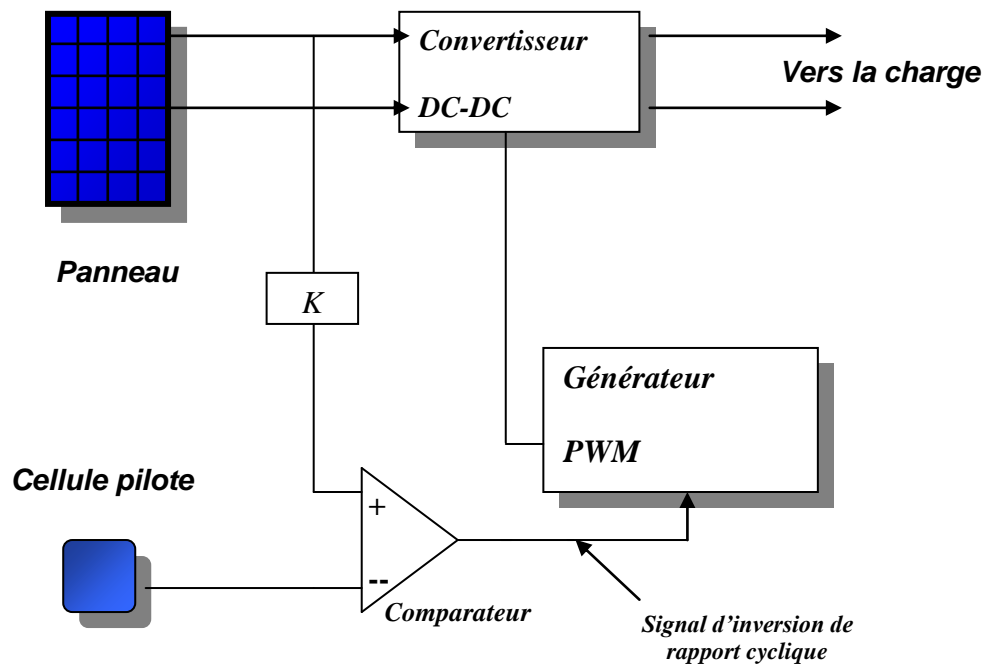 Convertisseur
DC-DC
Vers la charge
Panneau
K
Générateur
PWM
Cellule pilote
+
--
Comparateur
Signal d'inversion de
rapport cyclique